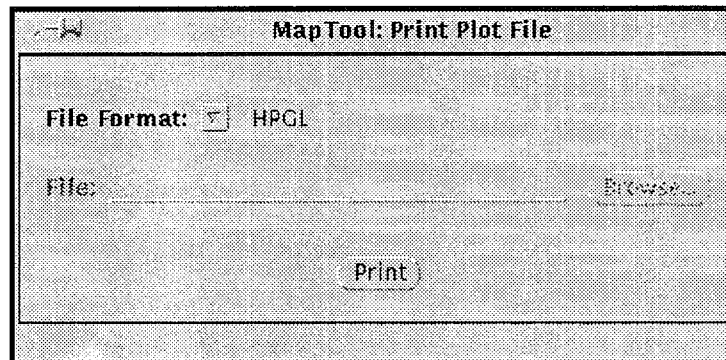 MapTool: Print Plot File
File Format: HPGL
File: Browse...
Print